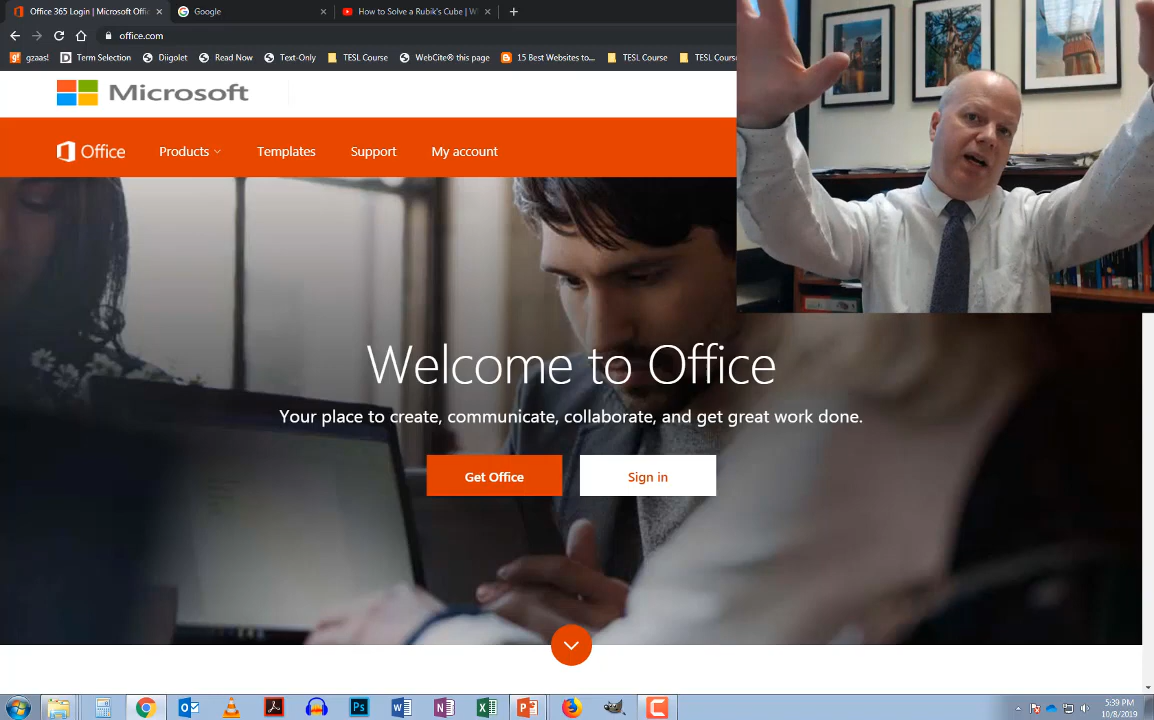 Office 365 Login | Microsoft Offic
Google
How to Solve a Rubik's Cube | W
office.com
gzaas!
Term Selection
Diigolet
Read Now
Text-Only
TESL Course
WebCite® this page
15 Best Websites to...
TESL Course
TESL Cours
Microsoft
Office
Products
Templates
Support
My account
Welcome to Office
Your place to create, communicate, collaborate, and get great work done.
Get Office
Sign in
5:39 PM
10/8/2019